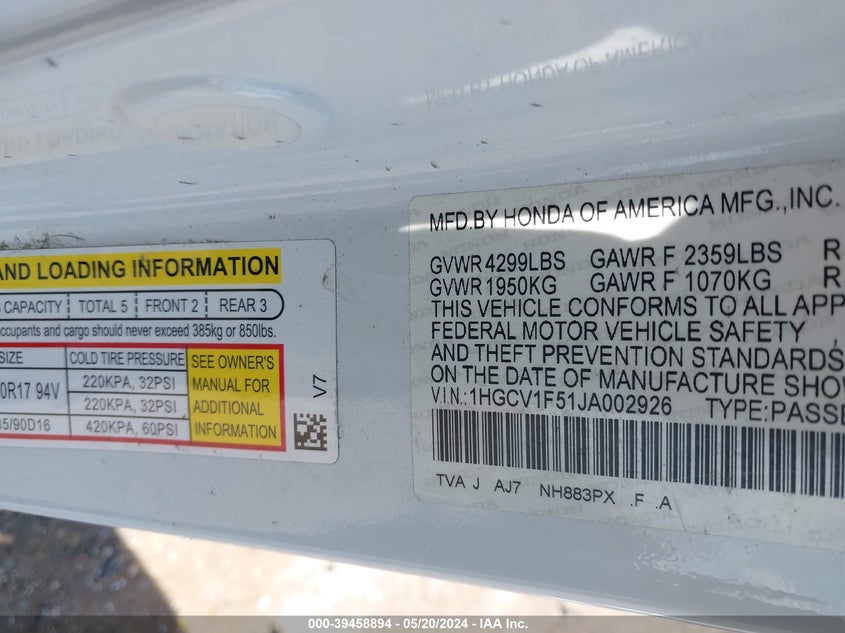 AND LOADING INFORMATION
CAPACITY TOTAL 5 FRONT 2 REAR 3
occupants and cargo should never exceed 385kg or 850lbs.
SIZE COLD TIRE PRESSURE SEE OWNER'S MANUAL FOR ADDITIONAL INFORMATION
0R17 94V 220KPA, 32PSI
220KPA, 32PSI
5/90D16 420KPA, 60PSI
V7
MFD.BY HONDA OF AMERICA MFG.,INC.
GVWR 4299LBS GAWR F 2359LBS R
GVWR 1950KG GAWR F 1070KG R
THIS VEHICLE CONFORMS TO ALL APP
FEDERAL MOTOR VEHICLE SAFETY ,
AND THEFT PREVENTION STANDARDS
ON THE DATE OF MANUFACTURE SHO
V.I.N.:1HGCV1F51JA002926 TYPE:PASSE
TVA J AJ7 NH883PX .F .A
000-39458894 | 05/20/2024 - IAA Inc.